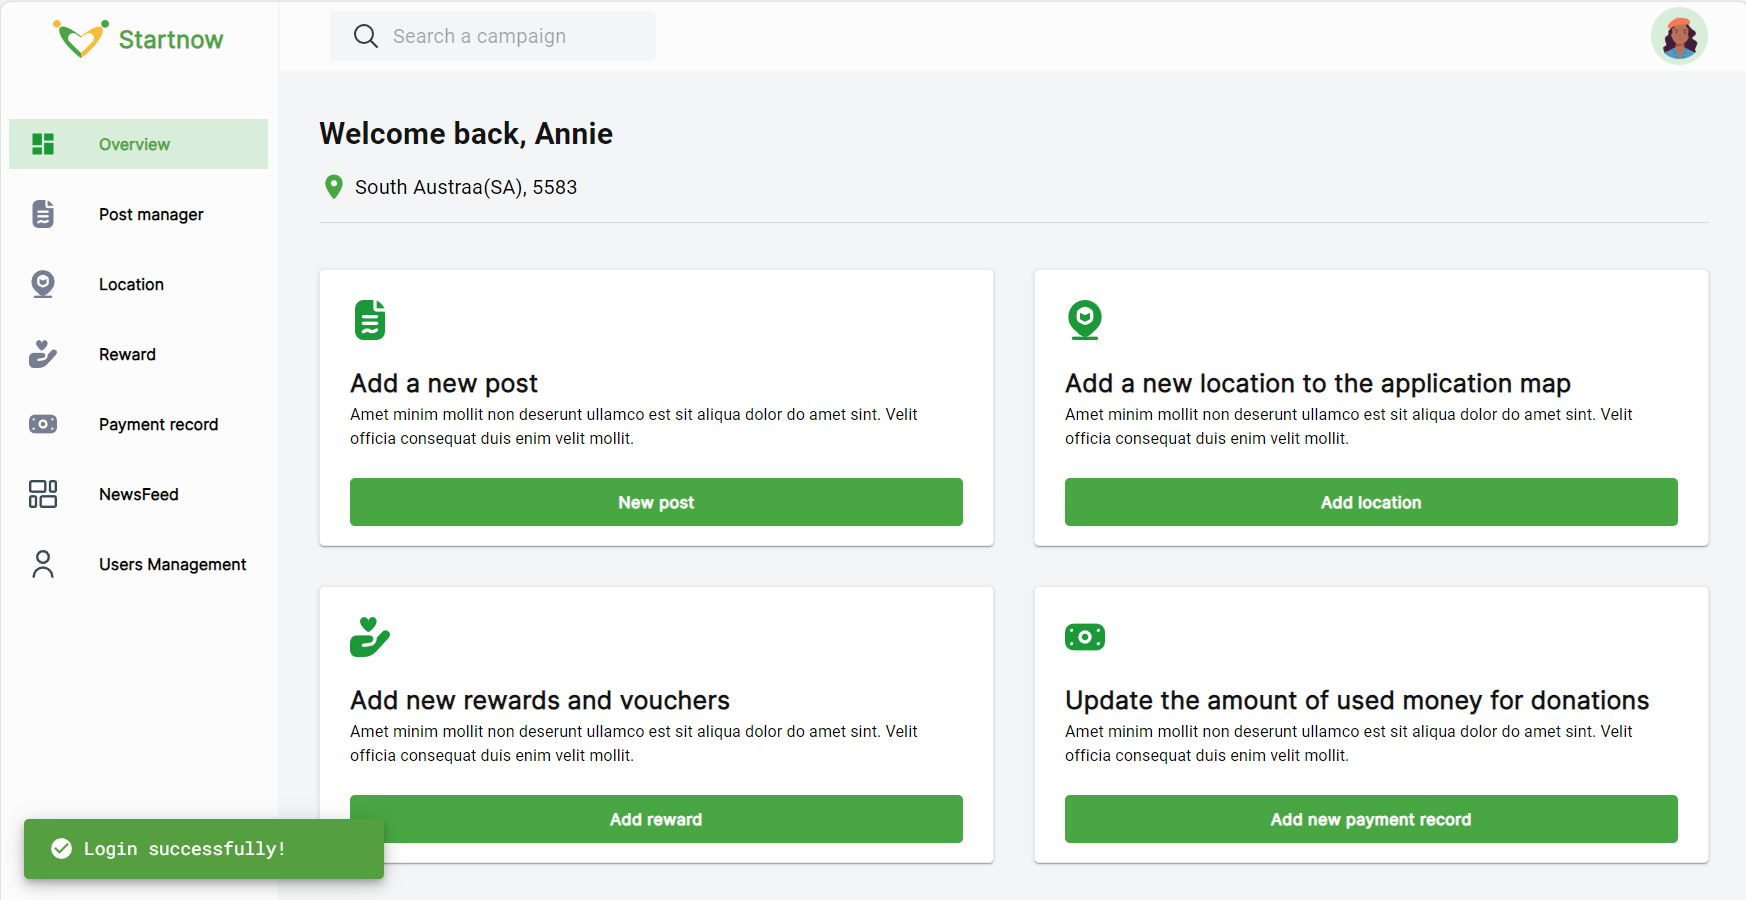 Startnow
Search a campaign
Overview
Post manager
Location
Reward
Payment record
NewsFeed
Users Management
Welcome back, Annie
South Austraa(SA), 5583
Add a new post
Amet minim mollit non deserunt ullamco est sit aliqua dolor do amet sint. Velit
officia consequat duis enim velit mollit.
New post
Add a new location to the application map
Amet minim mollit non deserunt ullamco est sit aliqua dolor do amet sint. Velit
officia consequat duis enim velit mollit.
Add location
Add new rewards and vouchers
Amet minim mollit non deserunt ullamco est sit aliqua dolor do amet sint. Velit
officia consequat duis enim velit mollit.
Add reward
Update the amount of used money for donations
Amet minim mollit non deserunt ullamco est sit aliqua dolor do amet sint. Velit
officia consequat duis enim velit mollit.
Add new payment record
Login successfully!